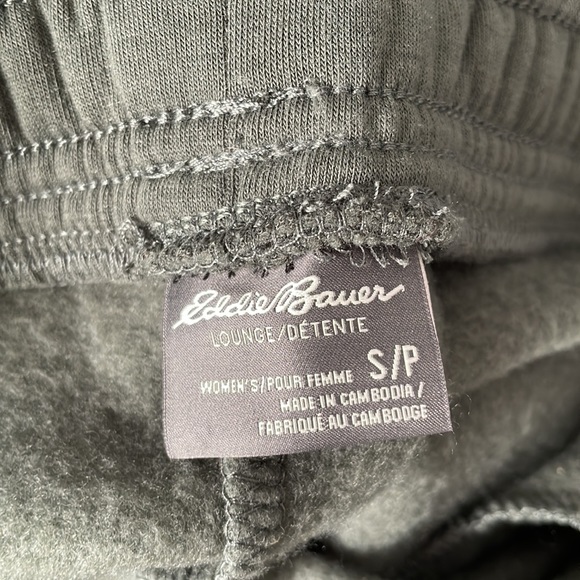 Eddie Bauer
LOUNGE/DÉTENTE
WOMEN'S/POUR FEMME S/P
MADE IN CAMBODIA/
FABRIQUÉ AU CAMBODGE